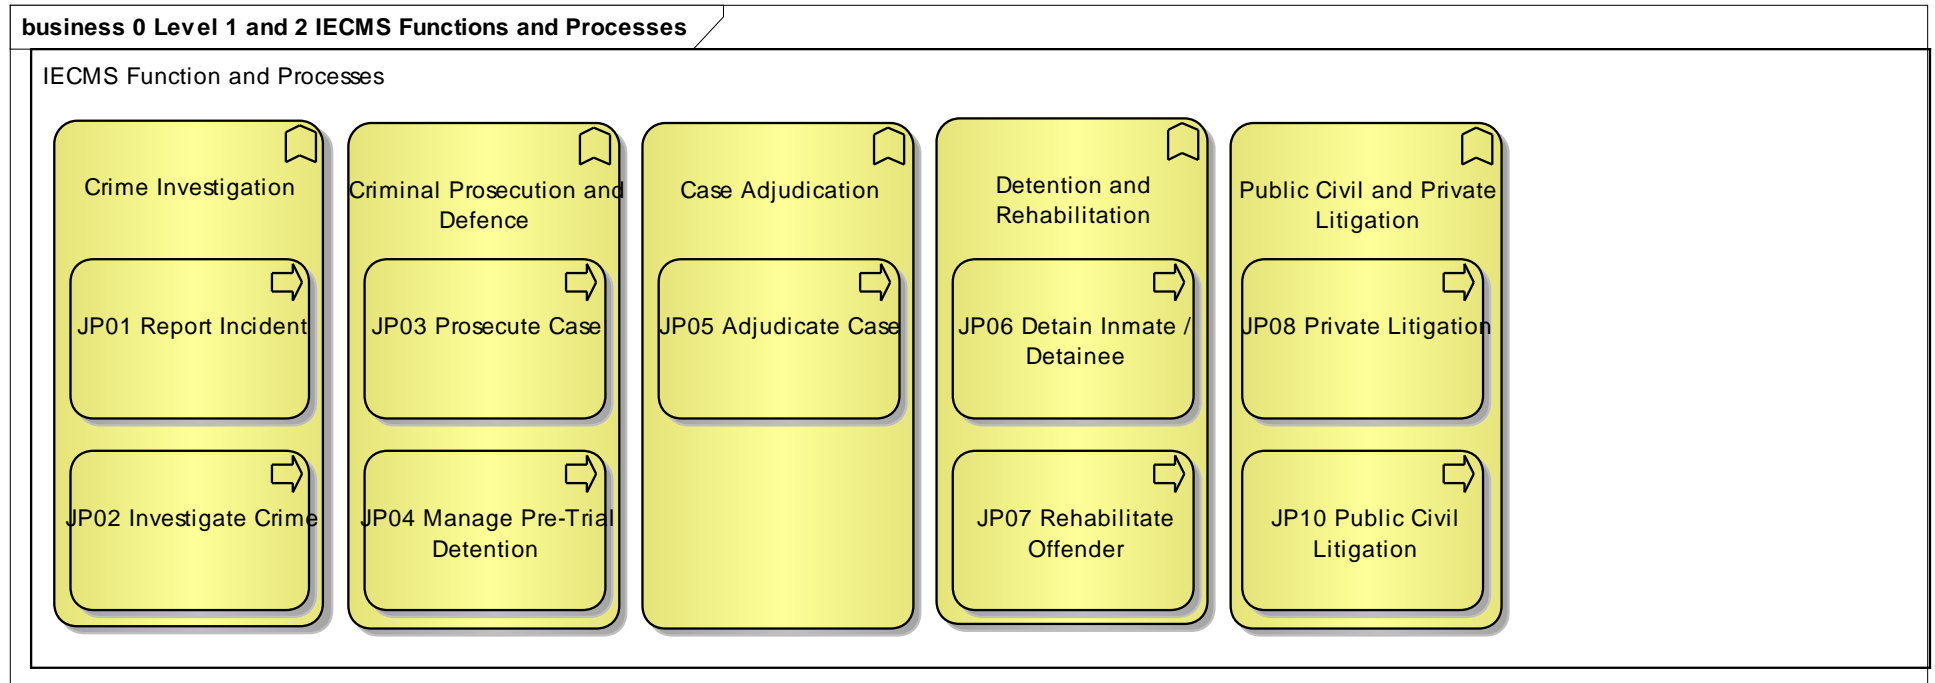 business 0 Level 1 and 2 IECMS Functions and Processes
IECMS Function and Processes
Crime Investigation
JP01 Report Incident
JP02 Investigate Crime
Criminal Prosecution and
Defence
JP03 Prosecute Case
JP04 Manage Pre-Trial
Detention
Case Adjudication
JP05 Adjudicate Case
Detention and
Rehabilitation
JP06 Detain Inmate /
Detainee
JP07 Rehabilitate
Offender
Public Civil and Private
Litigation
JP08 Private Litigation
JP10 Public Civil
Litigation